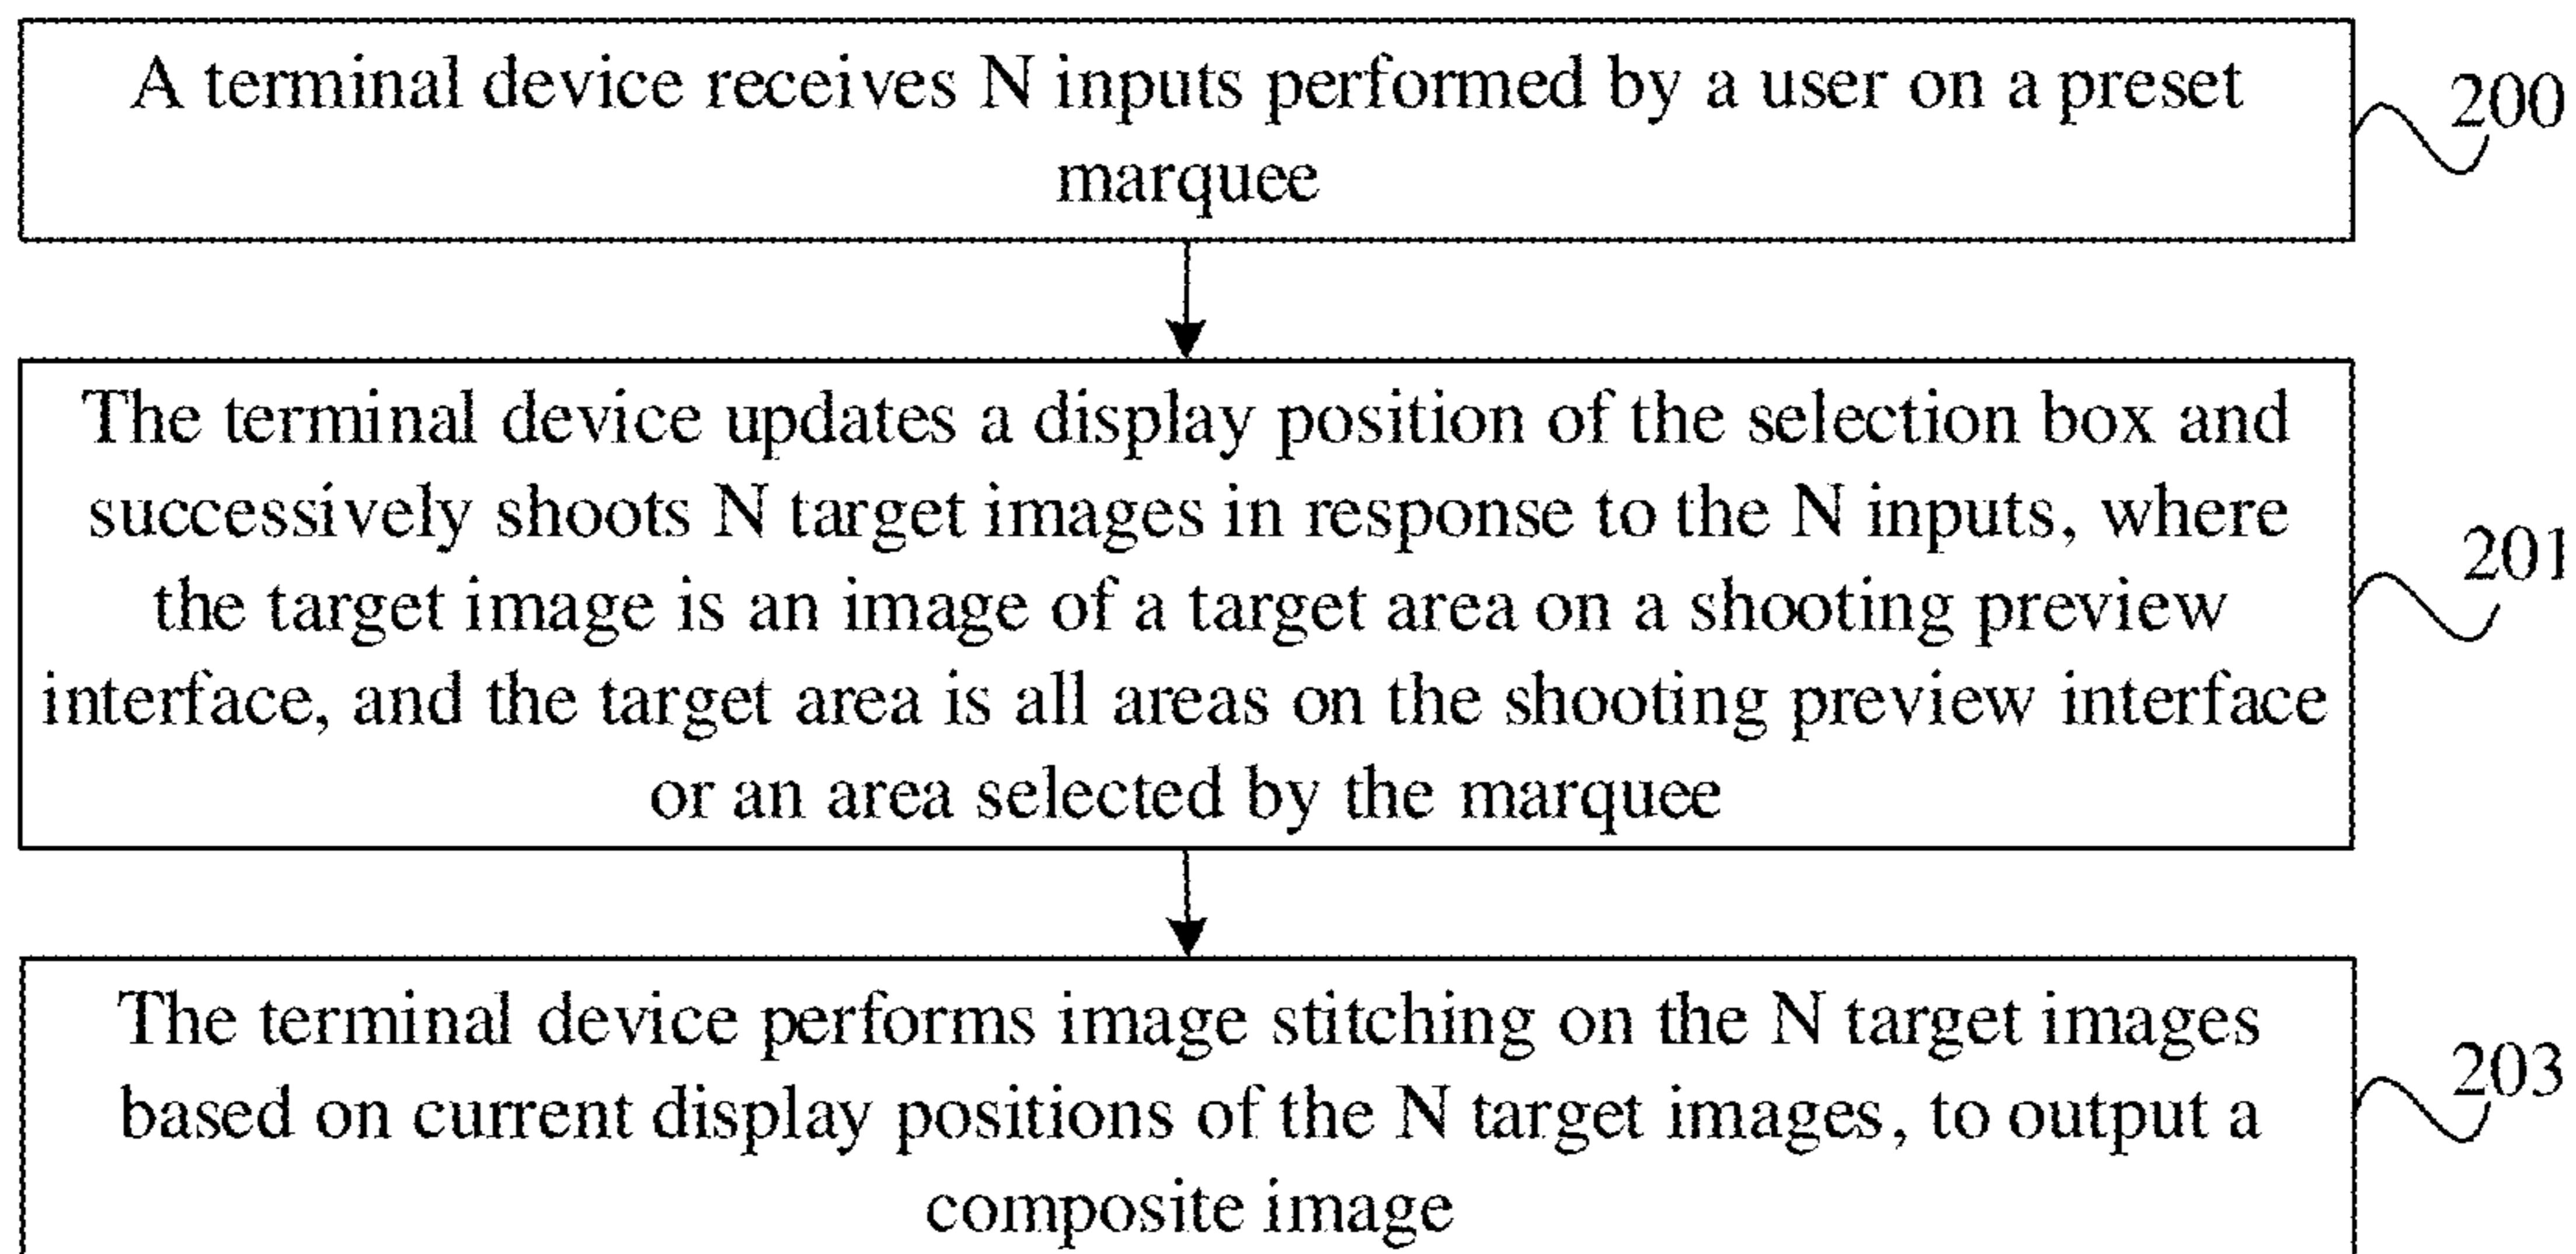 A terminal device receives N inputs performed by a user on a preset
marquee
200
The terminal device updates a display position of the selection box and
successively shoots N target images in response to the N inputs, where
the target image is an image of a target area on a shooting preview
interface, and the target area is all areas on the shooting preview interface
or an area selected by the marquee
201
The terminal device performs image stitching on the N target images
based on current display positions of the N target images, to output a
composite image
203